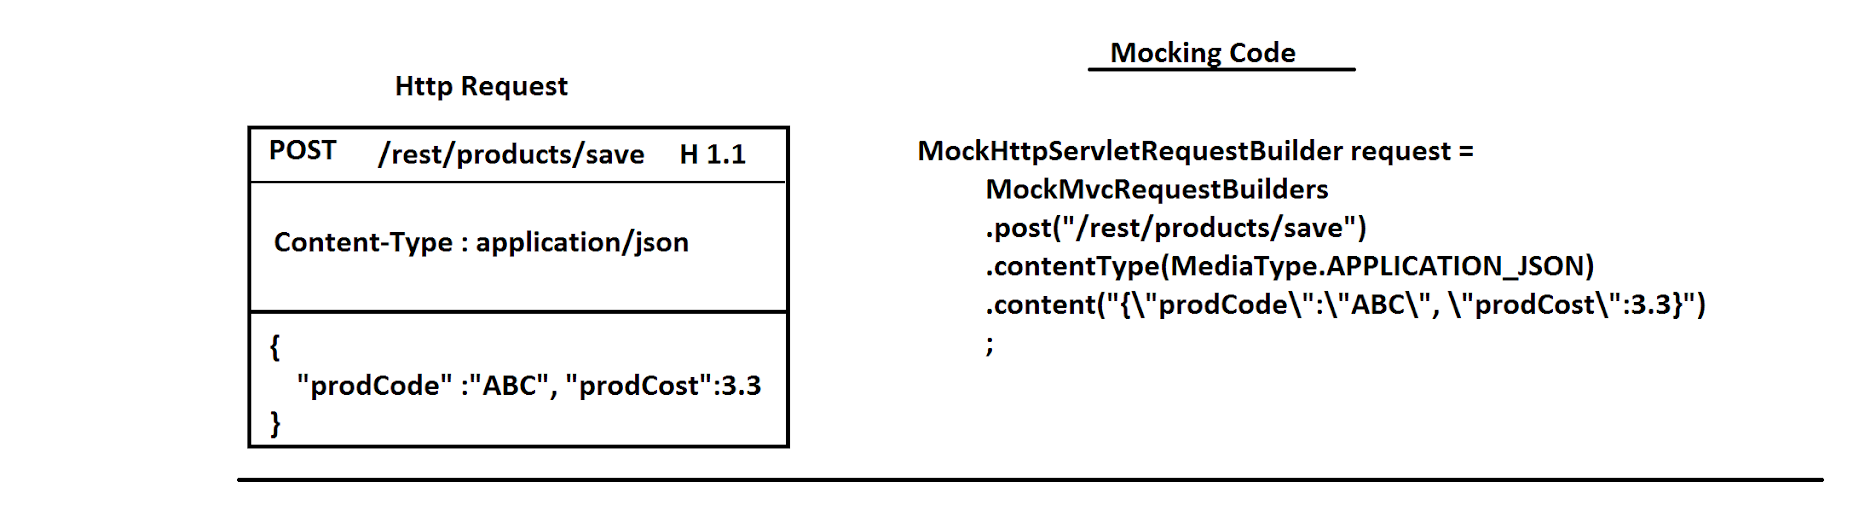 Http Request
POST /rest/products/save H 1.1
Content-Type : application/json
{
"prodCode" :"ABC", "prodCost":3.3
}
Mocking Code
MockHttpServletRequestBuilder request =
MockMvcRequestBuilders
.post("/rest/products/save")
.contentType(MediaType.APPLICATION_JSON)
.content("{\"prodCode\":\"ABC\", \"prodCost\":3.3}")
;